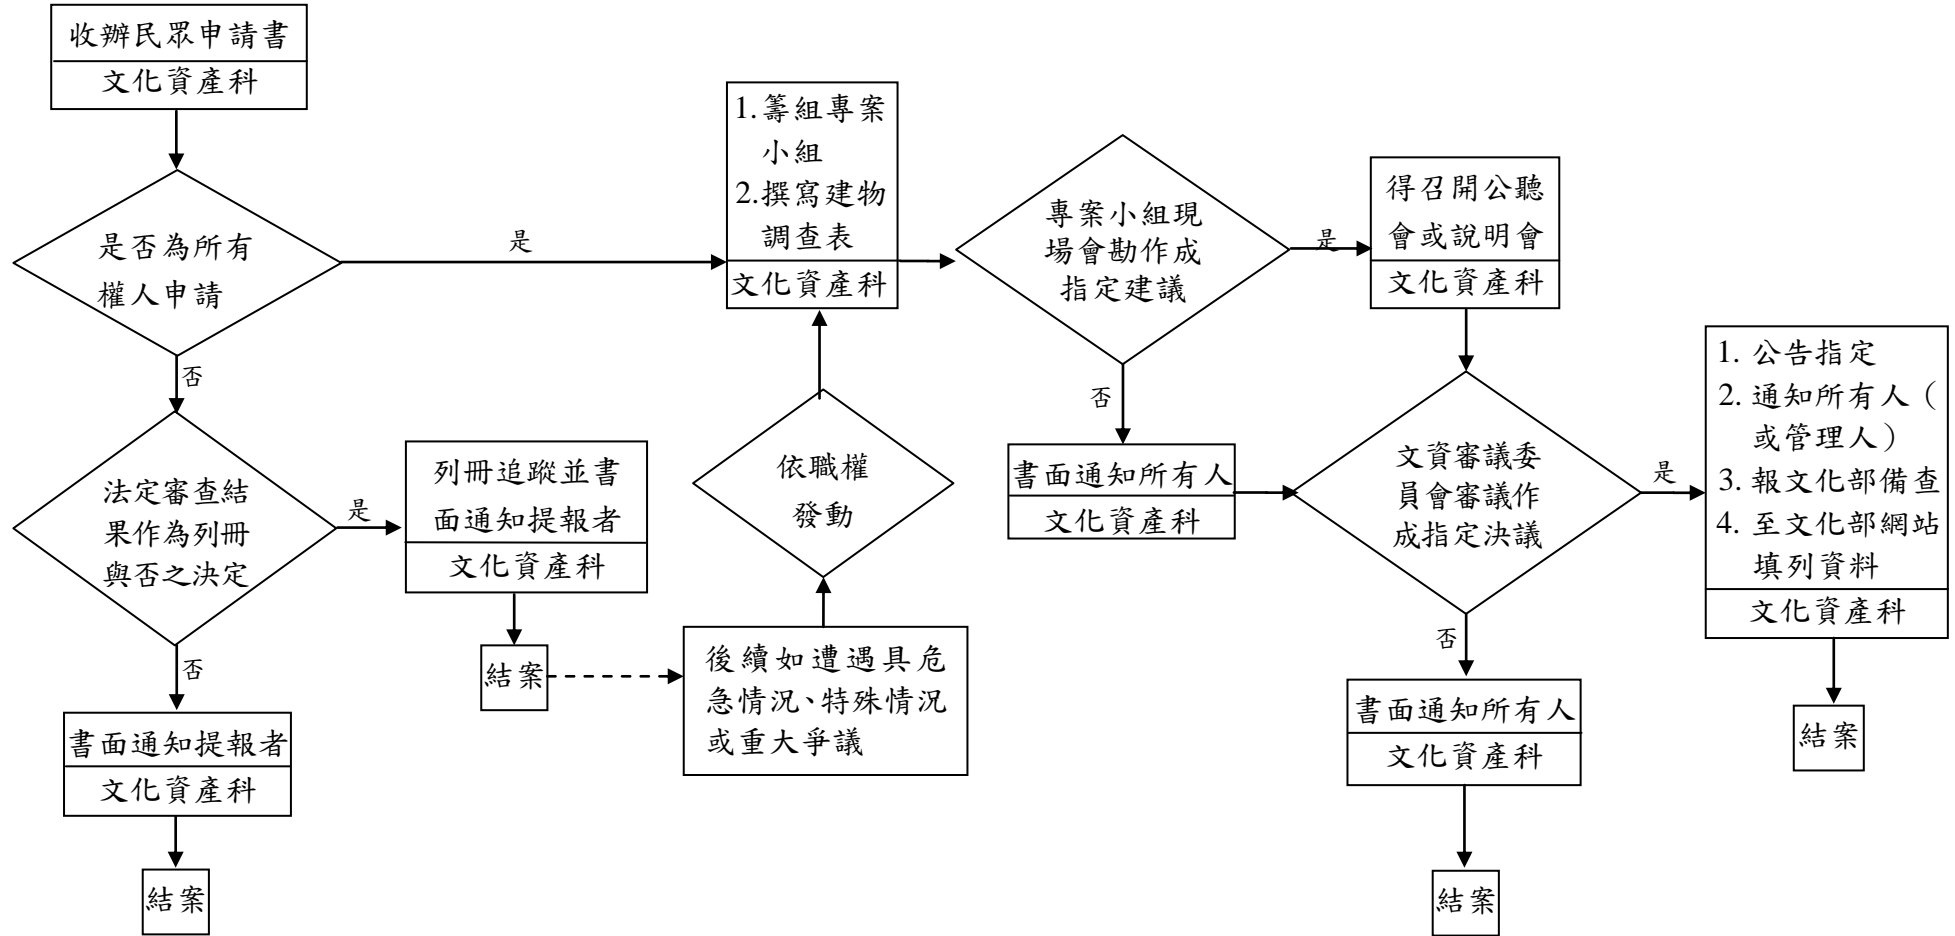 收辦民眾申請書
文化資產科
是否為所有
權人申請
是
否
法定審查結
果作為列冊
與否之決定
是
否
書面通知提報者
文化資產科
結案
列冊追蹤並書
面通知提報者
文化資產科
結案
後續如遭遇具危
急情況、特殊情況
或重大爭議
依職權
發動
1. 籌組專案
小組
2. 撰寫建物
調查表
文化資產科
專案小組現
場會勘作成
指定建議
是
否
書面通知所有人
文化資產科
得召開公聽
會或說明會
文化資產科
文資審議委
員會審議作
成指定決議
是
否
書面通知所有人
文化資產科
結案
1. 公告指定
2. 通知所有人（
或管理人）
3. 報文化部備查
4. 至文化部網站
填列資料
文化資產科
結案